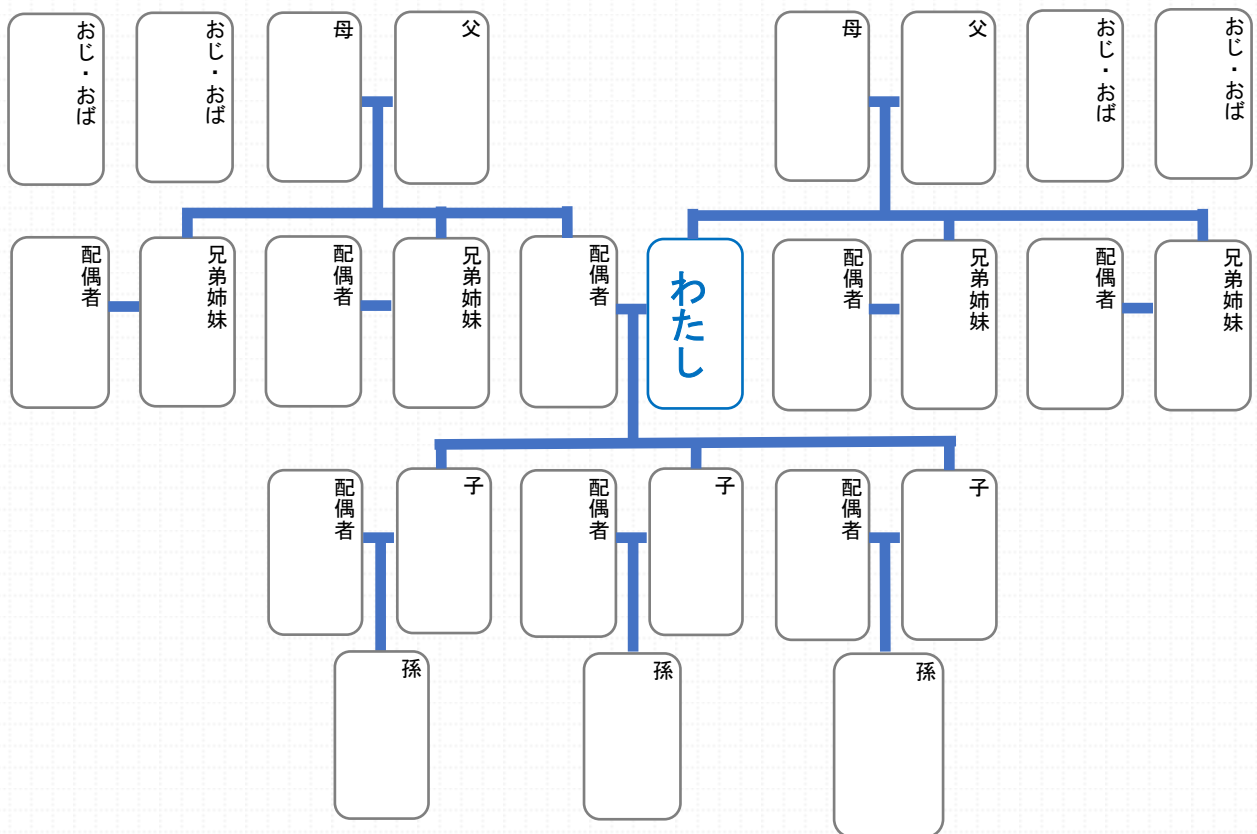 おじ・おば
おじ・おば
母
父
母
父
おじ・おば
おじ・おば
配偶者
兄弟姉妹
配偶者
兄弟姉妹
配偶者
わたし
配偶者
兄弟姉妹
配偶者
兄弟姉妹
配偶者
子
配偶者
子
配偶者
子
孫
孫
孫